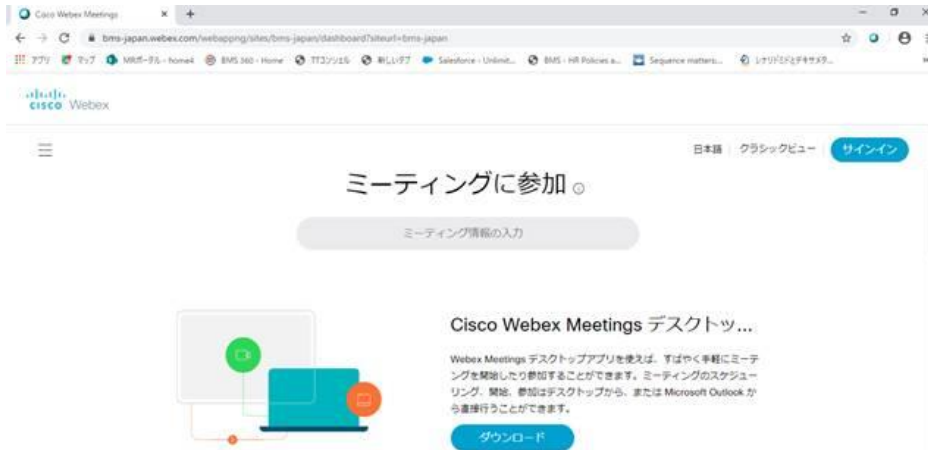 Cisco Webex Meetings
bms-japan.webex.com/webappng/sites/bms-japan/dashboard?siteurl=bms-japan
アプリ マップ MRポータル - home4 BMS 360 - Home Salesforce - Unlimit... BMS - HR Policies a... Sequence matters:...
cisco Webex
日本語 クラシックビュー サインイン
ミーティングに参加
ミーティング情報の入力
Cisco Webex Meetings デスクトッ...
Webex Meetings デスクトップアプリを使えば、すばやく手軽にミーテ
ィングを開始したり参加することができます。ミーティングのスケジュー
リング、開始、参加はデスクトップから、または Microsoft Outlook か
ら直接行うことができます。
ダウンロード